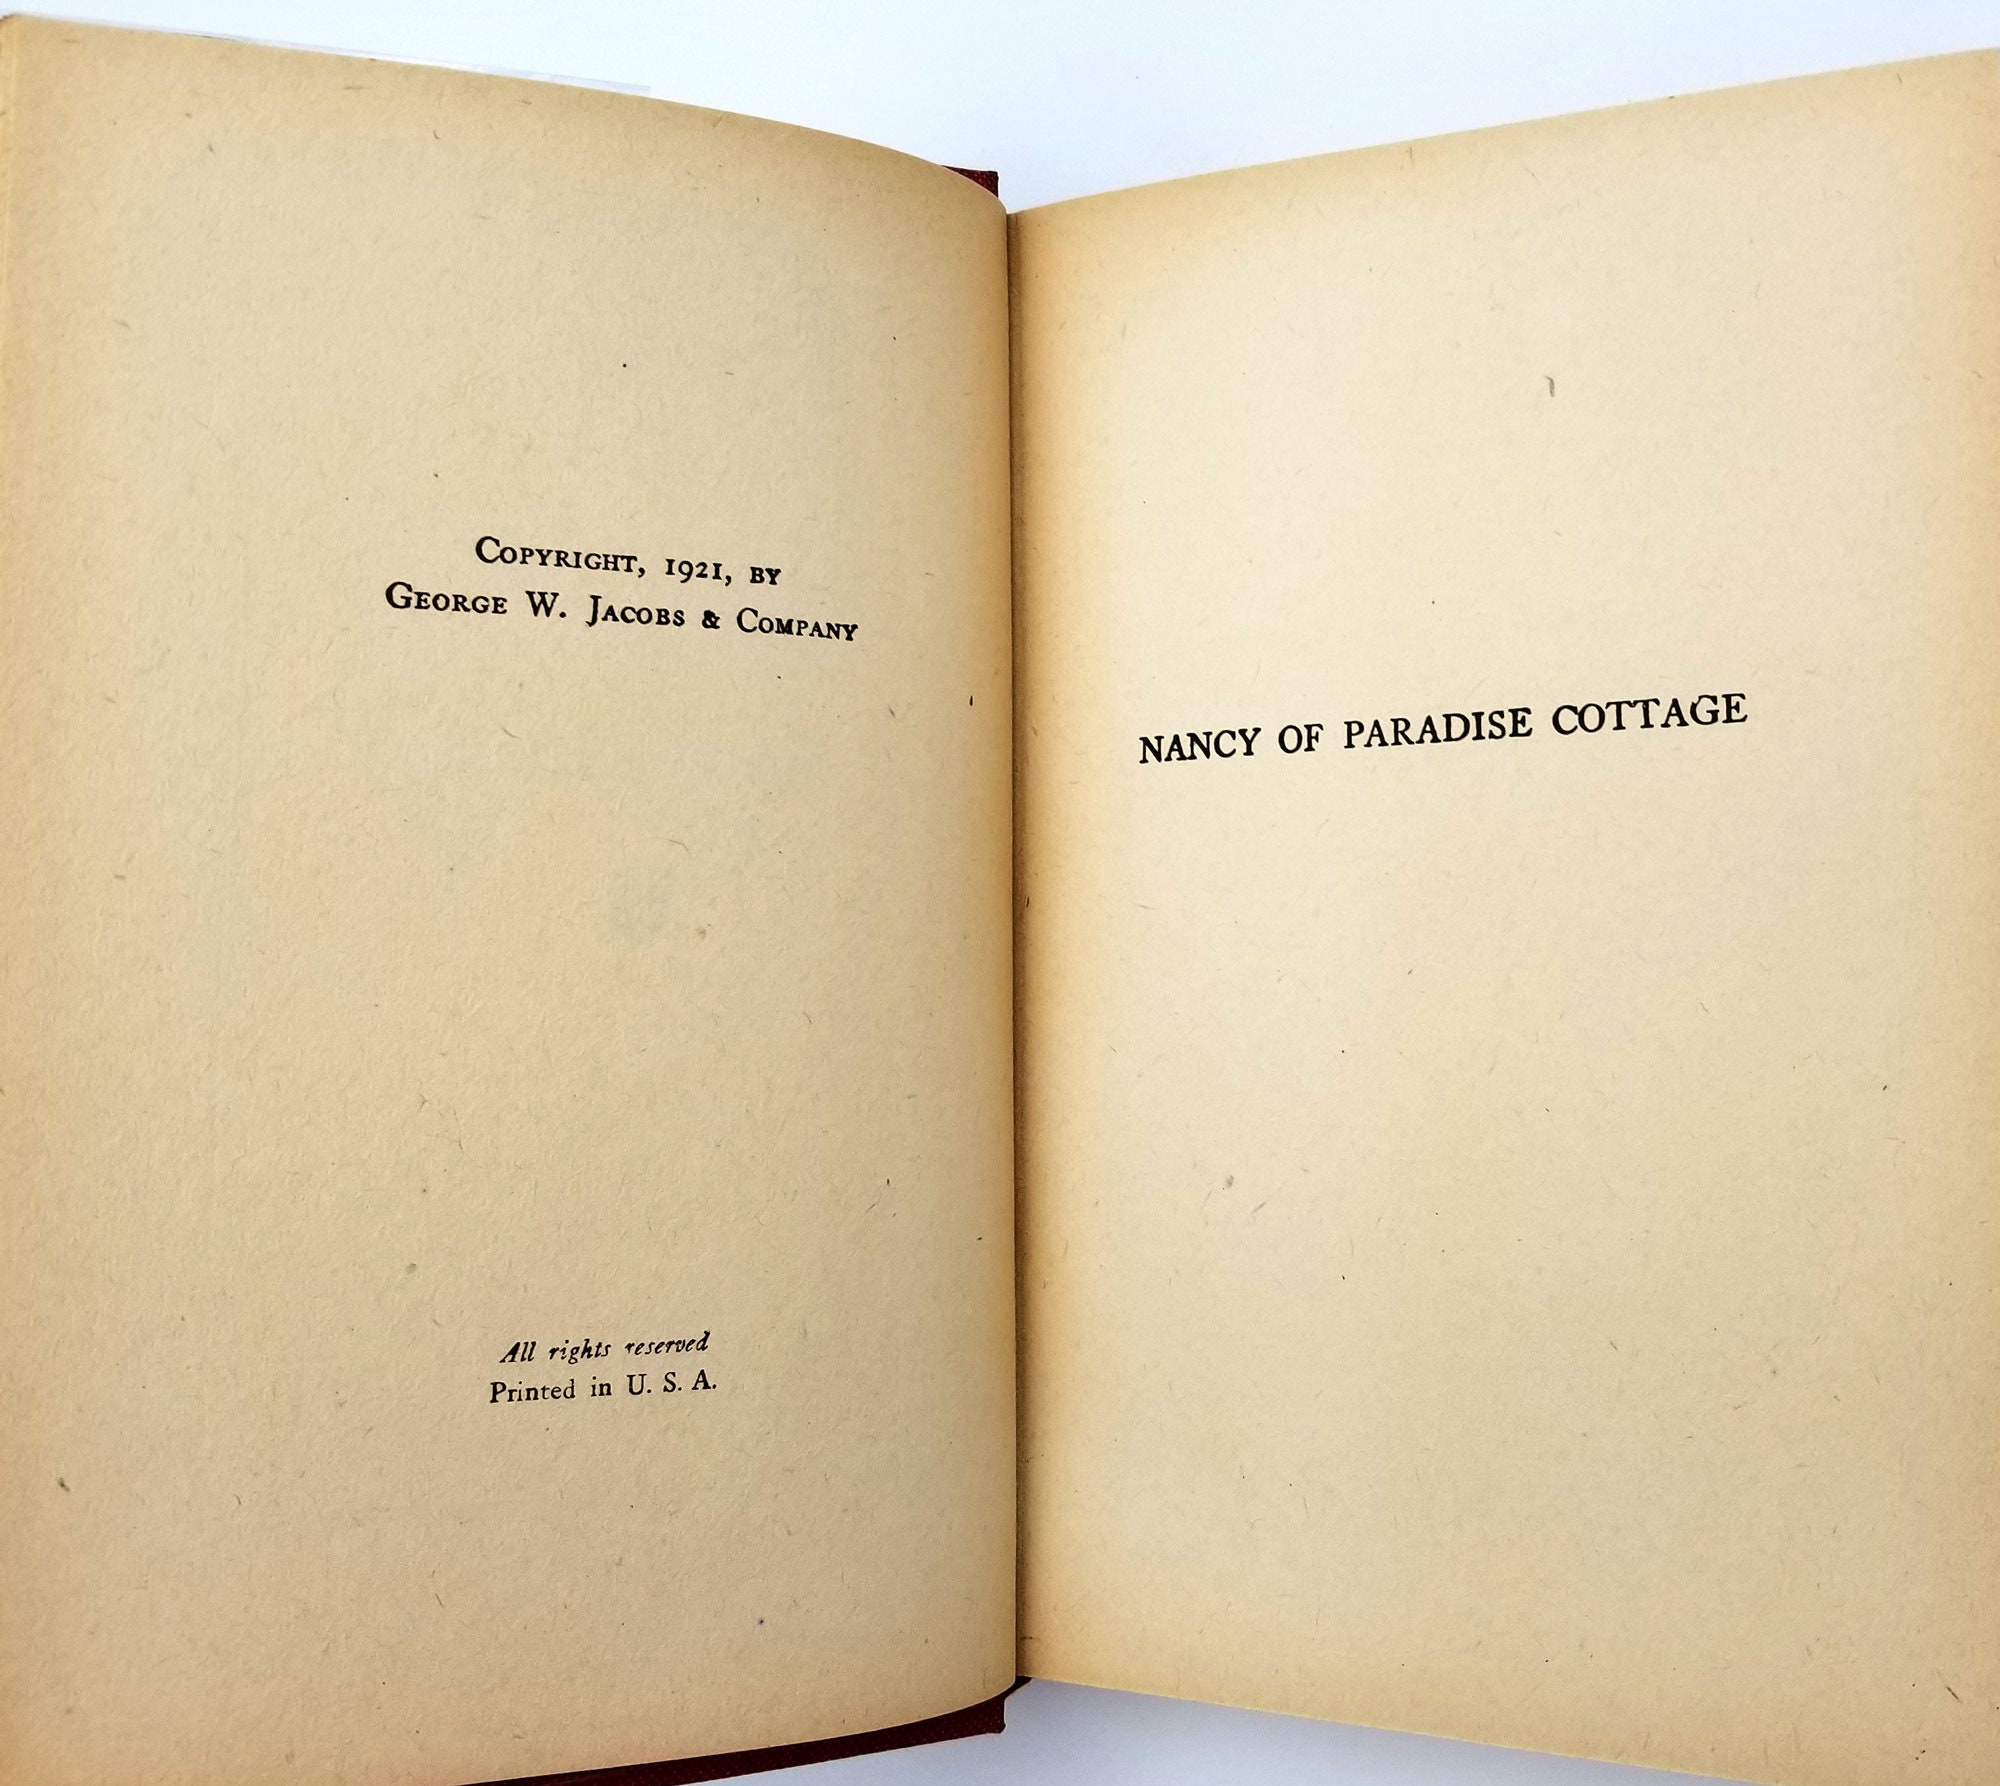 Copyright, 1921, by
George W. Jacobs & Company
All rights reserved
Printed in U. S. A.
NANCY OF PARADISE COTTAGE